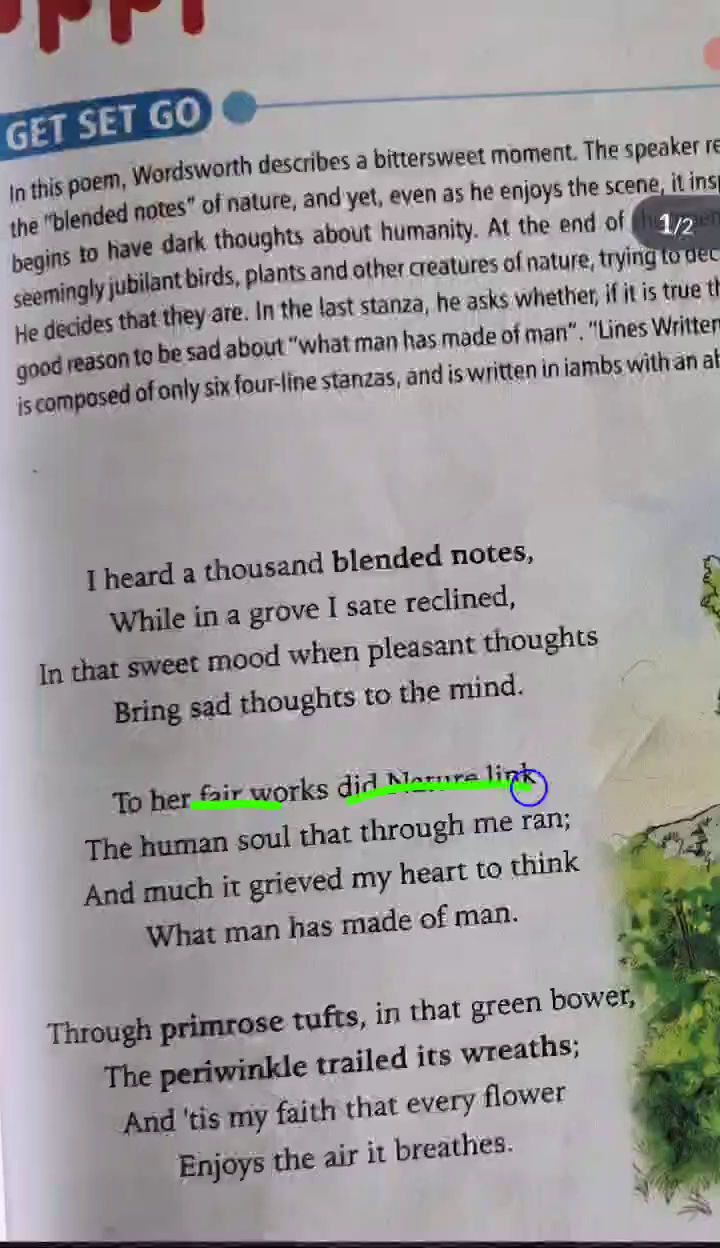 GET SET GO
In this poem, Wordsworth describes a bittersweet moment. The speaker
the "blended notes" of nature, and yet, even as he enjoys the scene, it
begins to have dark thoughts about humanity. At the end of
1/2
seemingly jubilant birds, plants and other creatures of nature, trying to
He decides that they are. In the last stanza, he asks whether, if it is true
good reason to be sad about "what man has made of man". "Lines Written
is composed of only six four-line stanzas, and is written in iambs with an
I heard a thousand blended notes,
While in a grove I sate reclined,
In that sweet mood when pleasant thoughts
Bring sad thoughts to the mind.
To her fair works did Nature link
The human soul that through me ran;
And much it grieved my heart to think
What man has made of man.
Through primrose tufts, in that green bower,
The periwinkle trailed its wreaths;
And 'tis my faith that every flower
Enjoys the air it breathes.